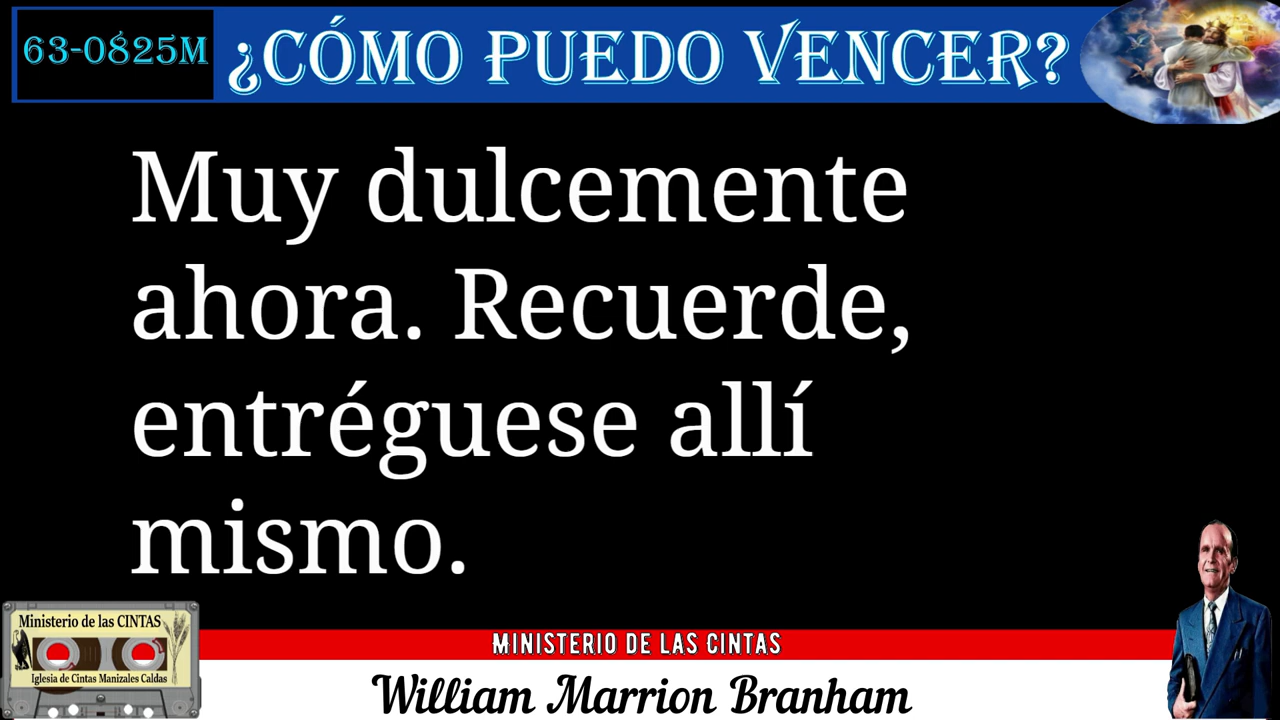 63-0825M
¿CÓMO PUEDO VENCER?
Muy dulcemente
ahora. Recuerde,
entréguese allí
mismo.
Ministerio de las CINTAS
Iglesia de Cintas Manizales Caldas
MINISTERIO DE LAS CINTAS
William Marrion Branham